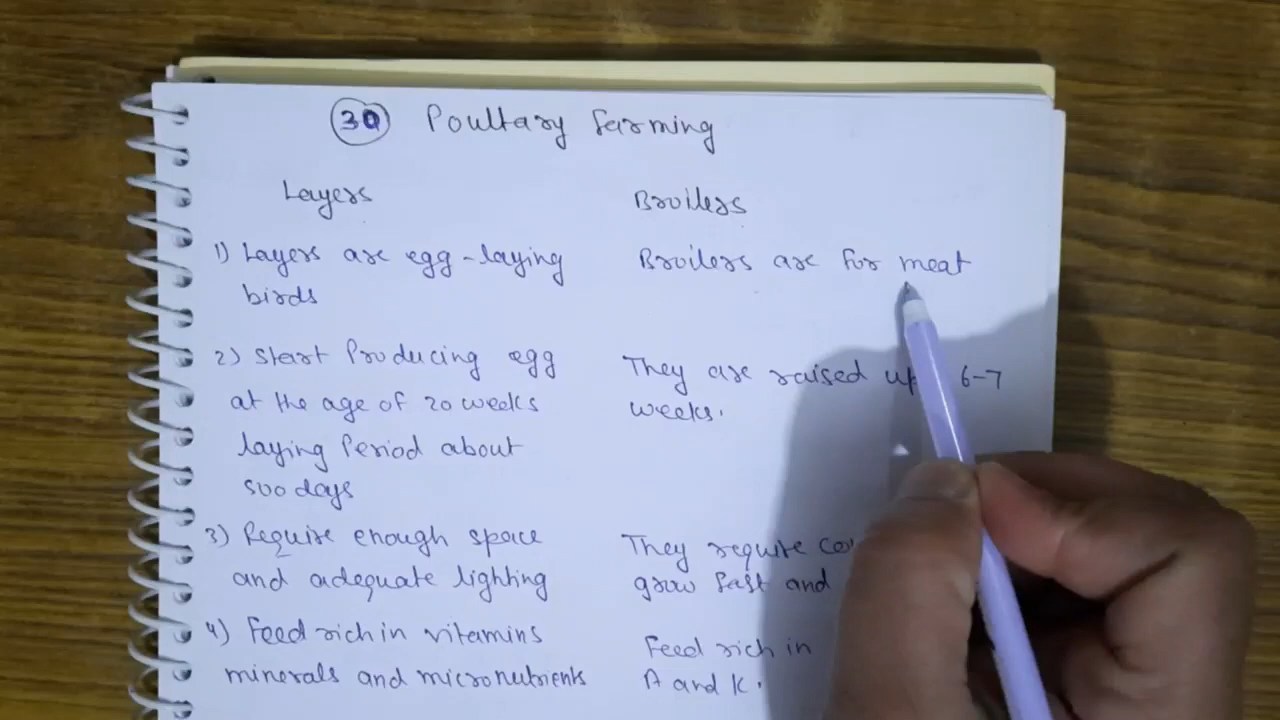 30 Poultary farming
Layers Broilers
1) Layers are egg-laying Broilers are for meat
birds
2) Start Producing egg They are raised up 6-7
at the age of 20 weeks weeks.
laying Period about
500 days
3) Require enough space They require
and adequate lighting grow fast and
4) Feed rich in vitamins Feed rich in
minerals and micronutrients A and K.